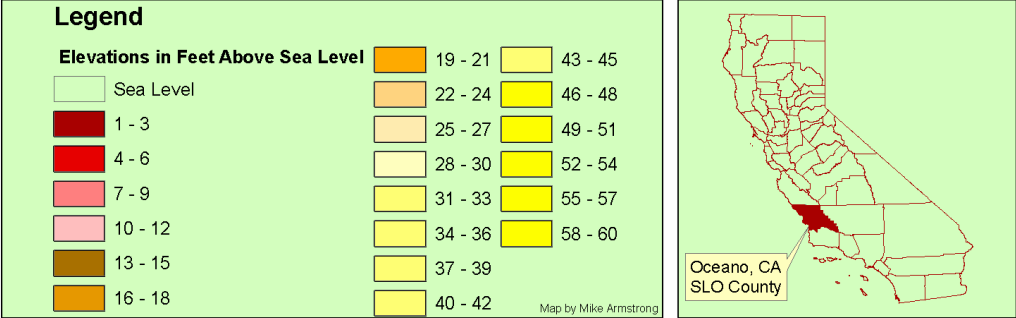 Legend
Elevations in Feet Above Sea Level
Sea Level
1 - 3
4 - 6
7 - 9
10 - 12
13 - 15
16 - 18
19 - 21
22 - 24
25 - 27
28 - 30
31 - 33
34 - 36
37 - 39
40 - 42
43 - 45
46 - 48
49 - 51
52 - 54
55 - 57
58 - 60
Map by Mike Armstrong
Oceano, CA
SLO County